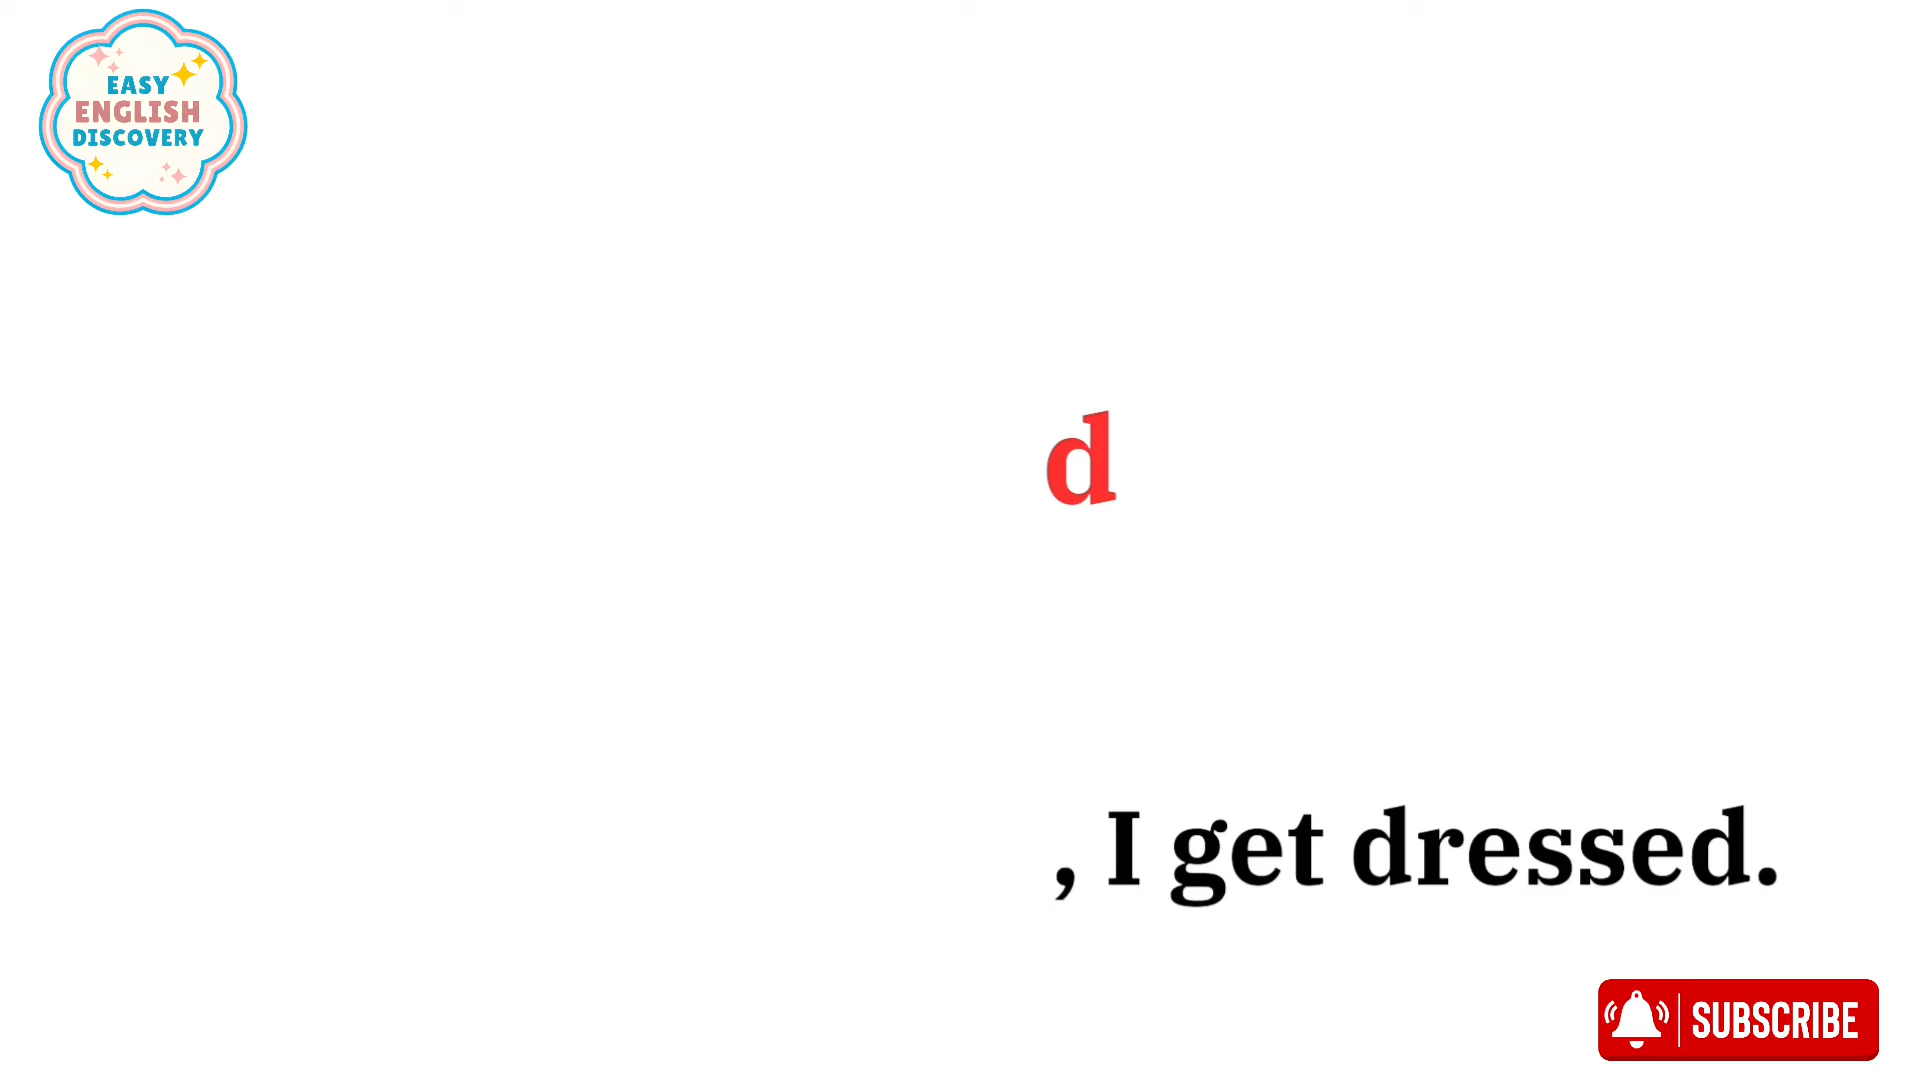 EASY
ENGLISH
DISCOVERY
d
, I get dressed.
SUBSCRIBE